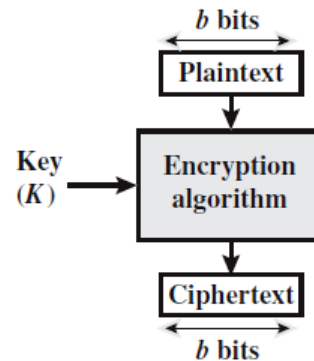 b bits
Plaintext
Key
(K)
Encryption
algorithm
Ciphertext
b bits